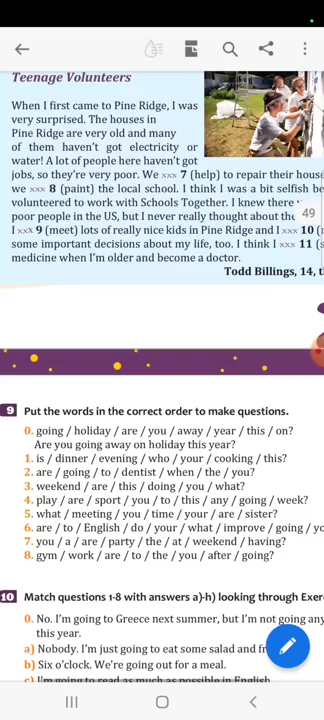 Teenage Volunteers
When I first came to Pine Ridge, I was
very surprised. The houses in
Pine Ridge are very old and many
of them haven't got electricity or
water! A lot of people here haven't got
jobs, so they're very poor. We xxx 7 (help) to repair their
we xxx 8 (paint) the local school. I think I was a bit selfish
volunteered to work with Schools Together. I knew there
poor people in the US, but I never really thought about
49
I xxx 9 (meet) lots of really nice kids in Pine Ridge and I xxx 10
some important decisions about my life, too. I think I xxx 11
medicine when I'm older and become a doctor.
Todd Billings, 14,
9 Put the words in the correct order to make questions.
0. going / holiday / are / you / away / year / this / on?
Are you going away on holiday this year?
1. is / dinner / evening / who / your / cooking / this?
2. are / going / to / dentist / when / the / you?
3. weekend / are / this / doing / you / what?
4. play / are / sport / you / to / this / any / going / week?
5. what / meeting / you / time / your / are / sister?
6. are / to / English / do / your / what / improve / going /
7. you / a / are / party / the / at / weekend / having?
8. gym / work / are / to / the / you / after / going?
10 Match questions 1-8 with answers a)-h) looking through
0. No. I'm going to Greece next summer, but I'm not going
this year.
a) Nobody. I'm just going to eat some salad and
b) Six o'clock. We're going out for a meal.
c) I'm going to read as much as possible in English.